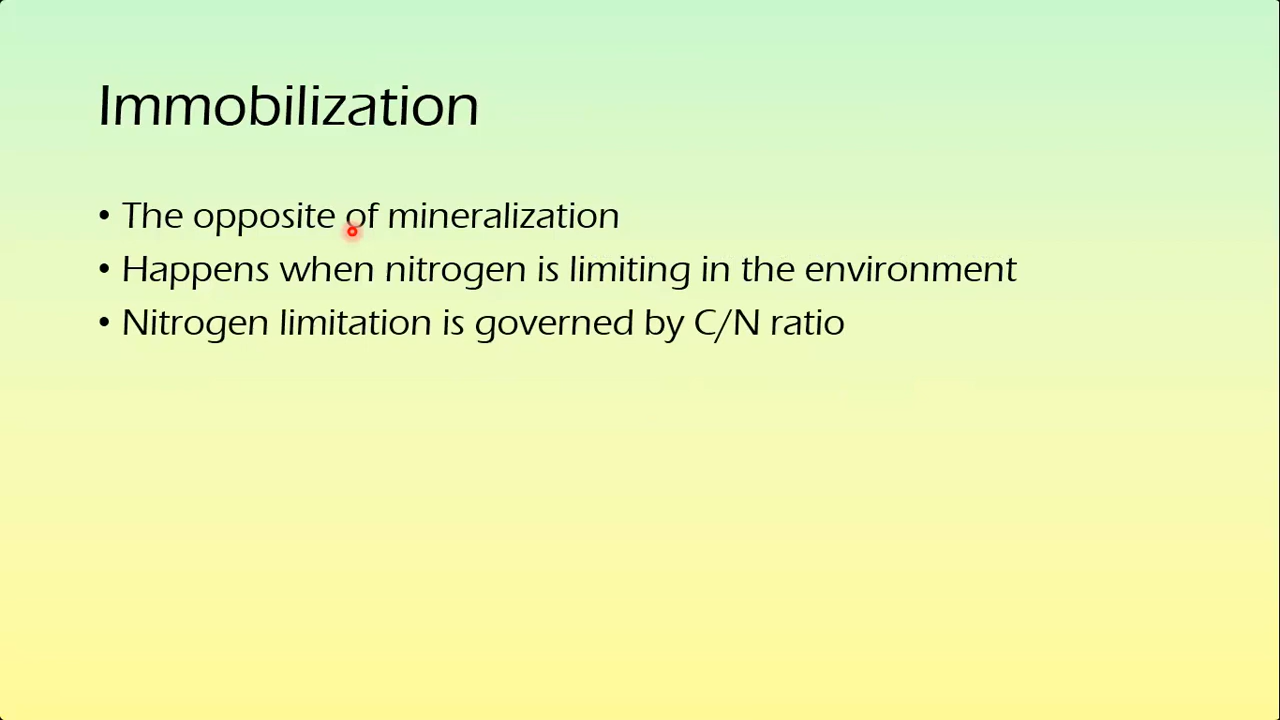 Immobilization
• The opposite of mineralization
• Happens when nitrogen is limiting in the environment
• Nitrogen limitation is governed by C/N ratio